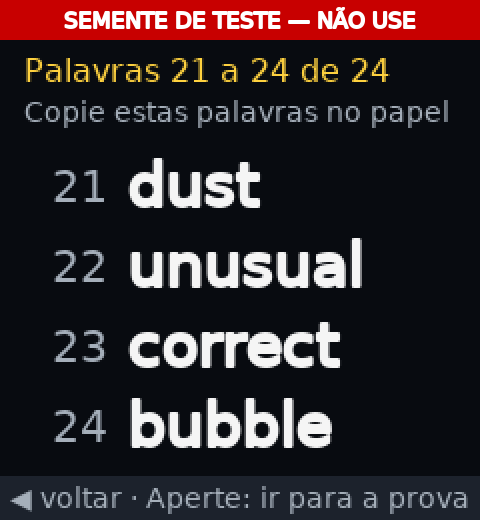 SEMENTE DE TESTE — NÃO USE
Palavras 21 a 24 de 24
Copie estas palavras no papel
21 dust
22 unusual
23 correct
24 bubble
◀ voltar · Aperte: ir para a prova